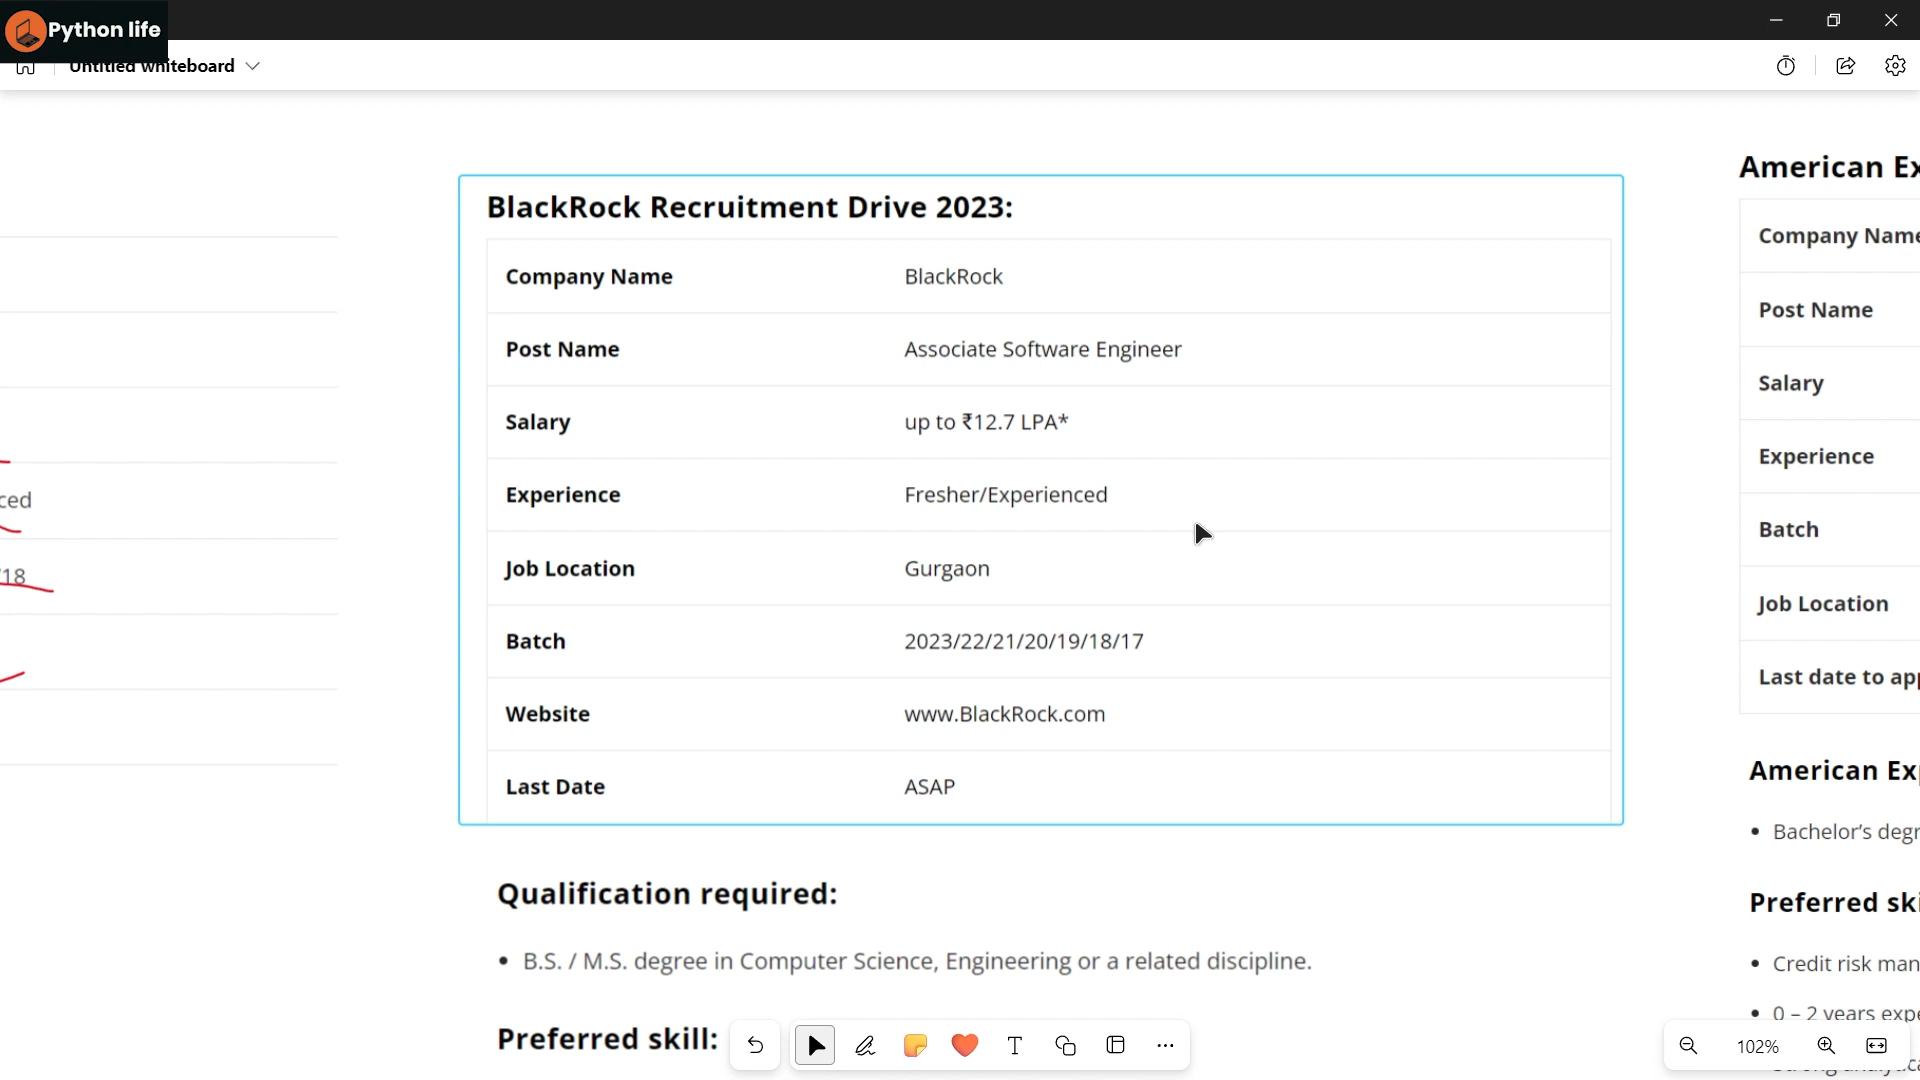 Python life
Untitled whiteboard
ced
/18
BlackRock Recruitment Drive 2023:
Company Name BlackRock
Post Name Associate Software Engineer
Salary up to ₹12.7 LPA*
Experience Fresher/Experienced
Job Location Gurgaon
Batch 2023/22/21/20/19/18/17
Website www.BlackRock.com
Last Date ASAP
Qualification required:
• B.S. / M.S. degree in Computer Science, Engineering or a related discipline.
Preferred skill:
American Ex
Company Name
Post Name
Salary
Experience
Batch
Job Location
Last date to app
American Exp
• Bachelor's degr
Preferred ski
• Credit risk man
• 0 – 2 years expe
102%